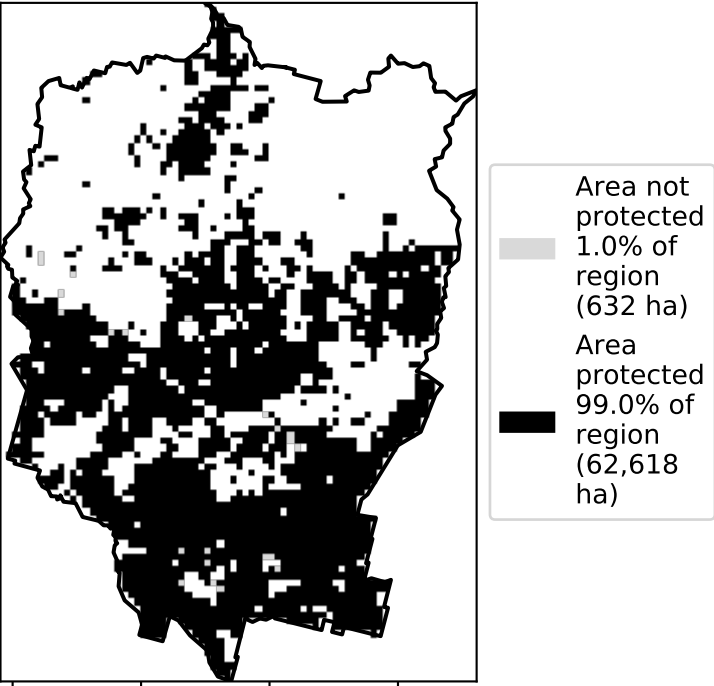 Area not
protected
1.0% of
region
(632 ha)
Area
protected
99.0% of
region
(62,618
ha)